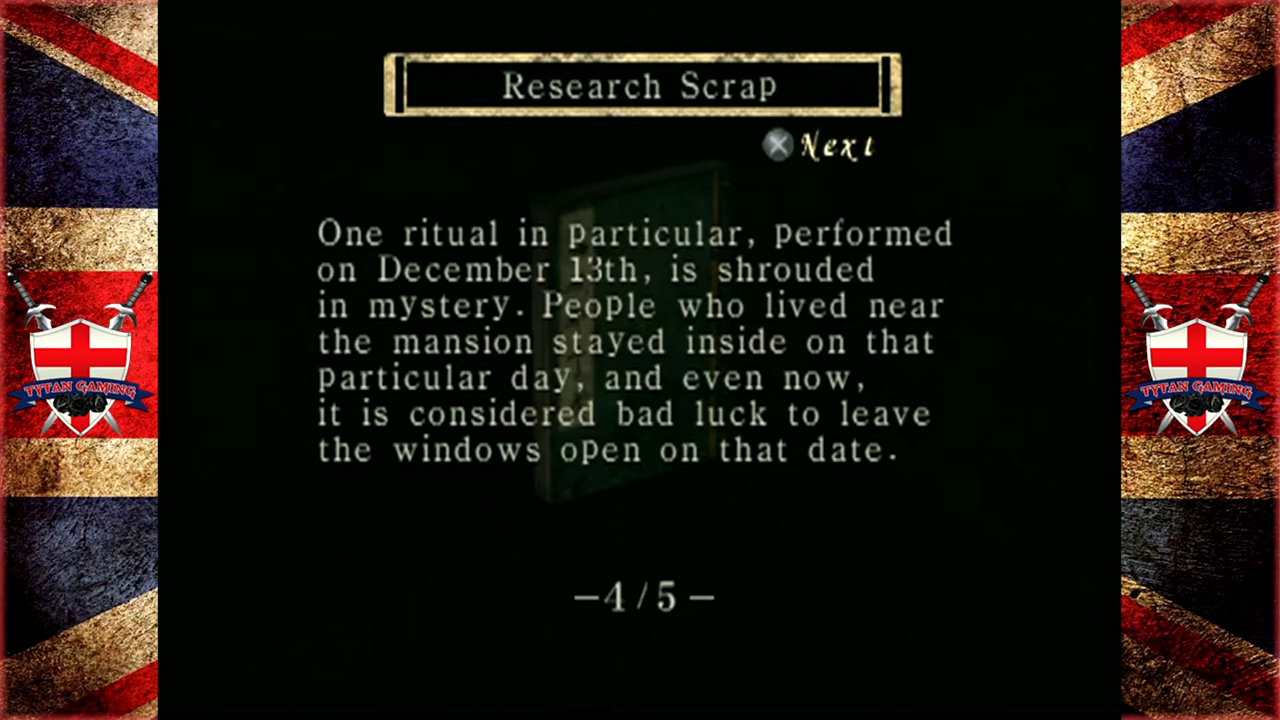 Research Scrap
Next
One ritual in particular, performed
on December 13th, is shrouded
in mystery. People who lived near
the mansion stayed inside on that
particular day, and even now,
it is considered bad luck to leave
the windows open on that date.
–4/5–
TYTAN GAMING
TYTAN GAMING